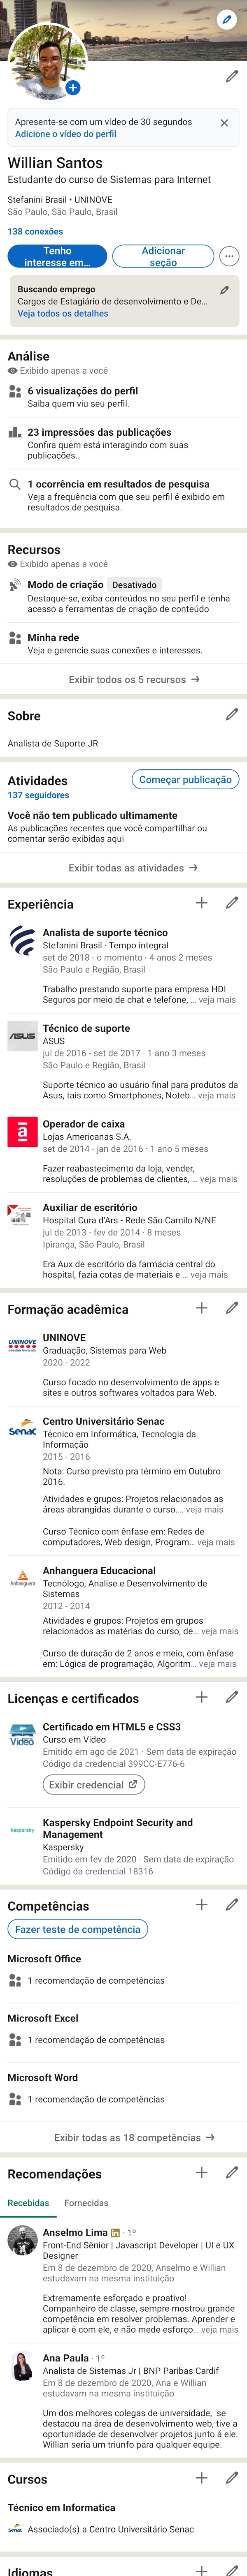 Apresente-se com um vídeo de 30 segundos
Adicione o vídeo do perfil
Willian Santos
Estudante do curso de Sistemas para Internet
Stefanini Brasil • UNINOVE
São Paulo, São Paulo, Brasil
138 conexões
Tenho
interesse em...
Adicionar
seção
Buscando emprego
Cargos de Estagiário de desenvolvimento e De...
Veja todos os detalhes
Análise
Exibido apenas a você
6 visualizações do perfil
Saiba quem viu seu perfil.
23 impressões das publicações
Confira quem está interagindo com suas
publicações.
1 ocorrência em resultados de pesquisa
Veja a frequência com que seu perfil é exibido em
resultados de pesquisa.
Recursos
Exibido apenas a você
Modo de criação Desativado
Destaque-se, exiba conteúdos no seu perfil e tenha
acesso a ferramentas de criação de conteúdo
Minha rede
Veja e gerencie suas conexões e interesses.
Exibir todos os 5 recursos →
Sobre
Analista de Suporte JR
Atividades
137 seguidores
Começar publicação
Você não tem publicado ultimamente
As publicações recentes que você compartilhar ou
comentar serão exibidas aqui
Exibir todas as atividades →
Experiência
Analista de suporte técnico
Stefanini Brasil · Tempo integral
set de 2018 - o momento · 4 anos 2 meses
São Paulo e Região, Brasil
Trabalho prestando suporte para empresa HDI
Seguros por meio de chat e telefone, ... veja mais
ASUS
Técnico de suporte
ASUS
jul de 2016 - set de 2017 · 1 ano 3 meses
São Paulo e Região, Brasil
Suporte técnico ao usuário final para produtos da
Asus, tais como Smartphones, Noteb... veja mais
Operador de caixa
Lojas Americanas S.A.
set de 2014 - jan de 2016 · 1 ano 5 meses
Fazer reabastecimento da loja, vender,
resoluções de problemas de clientes, ... veja mais
Auxiliar de escritório
Hospital Cura d'Ars - Rede São Camilo N/NE
jul de 2013 - fev de 2014 · 8 meses
Ipiranga, São Paulo, Brasil
Era Aux de escritório da farmácia central do
hospital, fazia cotas de materiais e ... veja mais
Formação acadêmica
UNINOVE
UNINOVE
Graduação, Sistemas para Web
2020 - 2022
Curso focado no desenvolvimento de apps e
sites e outros softwares voltados para Web.
senac
Centro Universitário Senac
Técnico em Informática, Tecnologia da
Informação
2015 - 2016
Nota: Curso previsto pra término em Outubro
2016.
Atividades e grupos: Projetos relacionados as
áreas abrangidas durante o curso.... veja mais
Curso Técnico com ênfase em: Redes de
computadores, Web design, Program... veja mais
Anhanguera
Anhanguera Educacional
Tecnólogo, Analise e Desenvolvimento de
Sistemas
2012 - 2014
Atividades e grupos: Projetos em grupos
relacionados as matérias do curso, de... veja mais
Curso de duração de 2 anos e meio, com ênfase
em: Lógica de programação, Algoritm... veja mais
Licenças e certificados
Vídeo
Certificado em HTML5 e CSS3
Curso em Video
Emitido em ago de 2021 · Sem data de expiração
Código da credencial 399CC-E776-6
Exibir credencial
kaspersky
Kaspersky Endpoint Security and
Management
Kaspersky
Emitido em fev de 2020 · Sem data de expiração
Código da credencial 18316
Competências
Fazer teste de competência
Microsoft Office
1 recomendação de competências
Microsoft Excel
1 recomendação de competências
Microsoft Word
1 recomendação de competências
Exibir todas as 18 competências →
Recomendações
Recebidas Fornecidas
Anselmo Lima in · 1º
Front-End Sênior | Javascript Developer | UI e UX
Designer
Em 8 de dezembro de 2020, Anselmo e Willian
estudavam na mesma instituição
Extremamente esforçado e proativo!
Companheiro de classe, sempre mostrou grande
competência em resolver problemas. Aprender e
aplicar é com ele, e não mede esforço... veja mais
Ana Paula · 1º
Analista de Sistemas Jr | BNP Paribas Cardif
Em 8 de dezembro de 2020, Ana e Willian
estudavam na mesma instituição
Um dos melhores colegas de universidade, se
destacou na área de desenvolvimento web, tive a
oportunidade de desenvolver projetos junto á ele.
Willian seria um triunfo para qualquer equipe.
Cursos
Técnico em Informatica
senac Associado(s) a Centro Universitário Senac
Idiomas